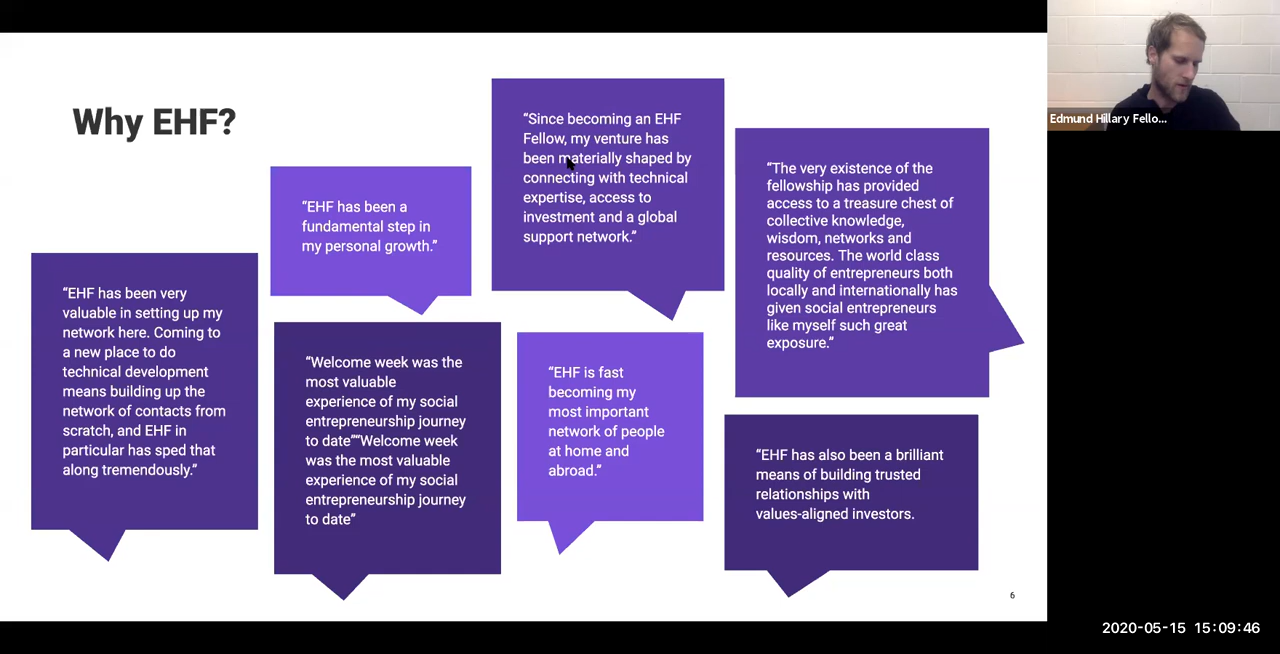 Why EHF?
“EHF has been very
valuable in setting up my
network here. Coming to
a new place to do
technical development
means building up the
network of contacts from
scratch, and EHF in
particular has sped that
along tremendously.”
“EHF has been a
fundamental step in
my personal growth.”
“Welcome week was the
most valuable
experience of my social
entrepreneurship journey
to date”“Welcome week
was the most valuable
experience of my social
entrepreneurship journey
to date”
“Since becoming an EHF
Fellow, my venture has
been materially shaped by
connecting with technical
expertise, access to
investment and a global
support network.”
“EHF is fast
becoming my
most important
network of people
at home and
abroad.”
“The very existence of the
fellowship has provided
access to a treasure chest of
collective knowledge,
wisdom, networks and
resources. The world class
quality of entrepreneurs both
locally and internationally has
given social entrepreneurs
like myself such great
exposure.”
“EHF has also been a brilliant
means of building trusted
relationships with
values-aligned investors.
6
Edmund Hillary Fello...
2020-05-15 15:09:46